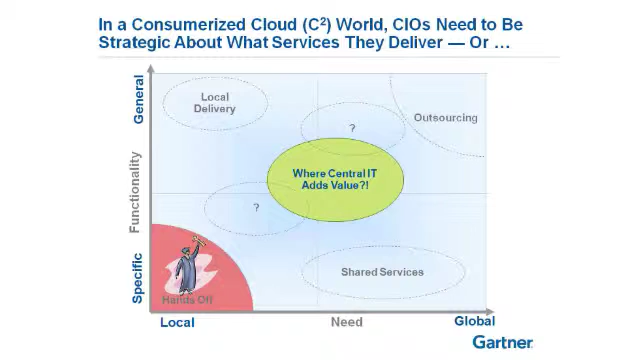 In a Consumerized Cloud (C²) World, CIOs Need to Be
Strategic About What Services They Deliver — Or …
General
Functionality
Specific
Local
Delivery
?
Outsourcing
Where Central IT
Adds Value?!
?
Shared Services
Hands Off
Local
Need
Global
Gartner